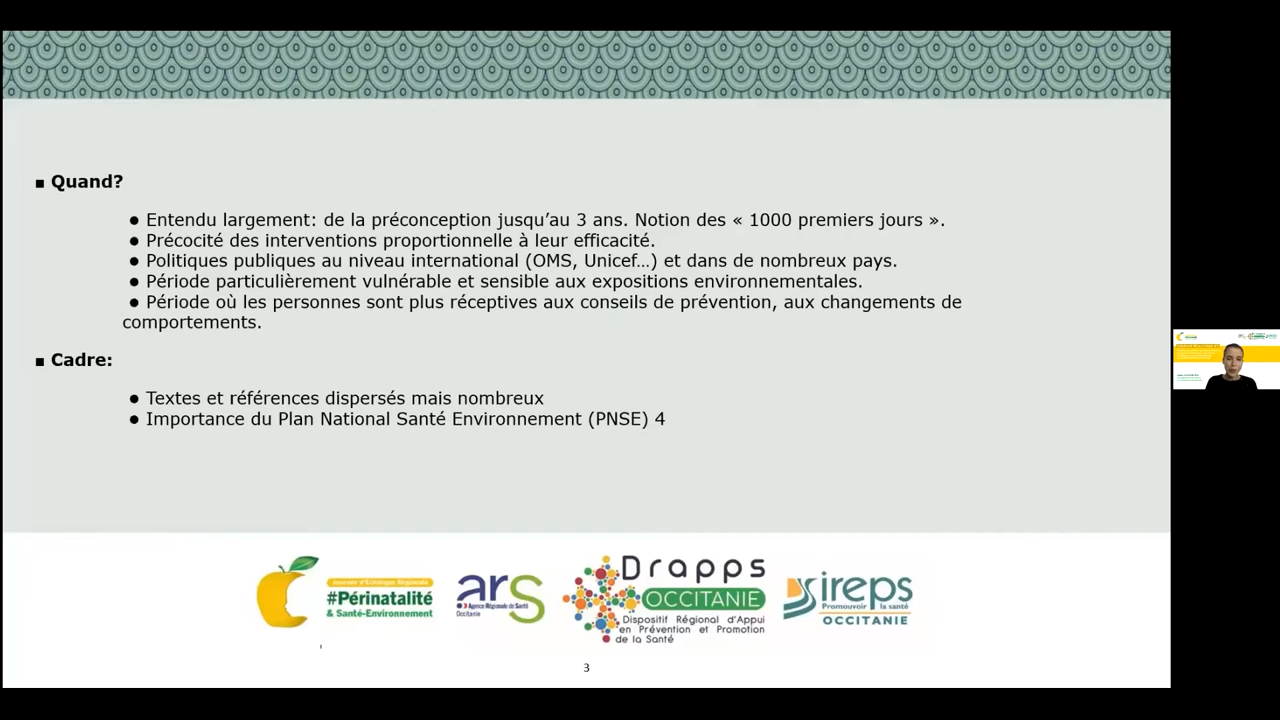 ▪ Quand?
● Entendu largement: de la préconception jusqu’au 3 ans. Notion des « 1000 premiers jours ».
● Précocité des interventions proportionnelle à leur efficacité.
● Politiques publiques au niveau international (OMS, Unicef…) et dans de nombreux pays.
● Période particulièrement vulnérable et sensible aux expositions environnementales.
● Période où les personnes sont plus réceptives aux conseils de prévention, aux changements de
comportements.
▪ Cadre:
● Textes et références dispersés mais nombreux
● Importance du Plan National Santé Environnement (PNSE) 4
Journée d'Échanges Régionale
#Périnatalité
& Santé-Environnement
ars
Agence Régionale de Santé
Occitanie
Drapps
OCCITANIE
Dispositif Régional d'Appui
en Prévention et Promotion
de la Santé
ireps
Promouvoir la santé
OCCITANIE
3